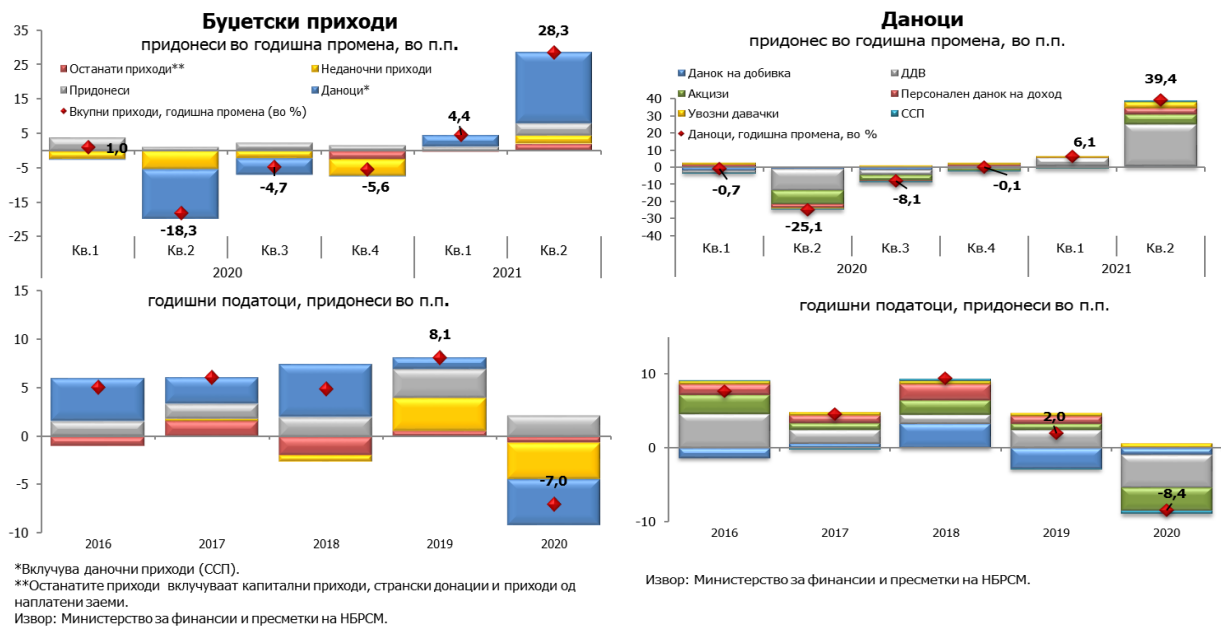 Буџетски приходи
придонеси во годишна промена, во п.п.
35
25
15
5
-5
-15
-25
Останати приходи**
Неданочни приходи
Придонеси
Даноци*
Вкупни приходи, годишна промена (во %)
1,0
-18,3
-4,7
-5,6
4,4
28,3
Кв.1
Кв.2
Кв.3
Кв.4
Кв.1
Кв.2
2020
2021
Даноци
придонес во годишна промена, во п.п.
Данок на добивка
ДДВ
Акцизи
Персонален данок на доход
Увозни давачки
ССП
Даноци, годишна промена, во %
40
30
20
10
0
-10
-20
-30
-40
-0,7
-25,1
-8,1
-0,1
6,1
39,4
Кв.1
Кв.2
Кв.3
Кв.4
Кв.1
Кв.2
2020
2021
годишни податоци, придонеси во п.п.
15
10
5
0
-5
-10
8,1
-7,0
2016
2017
2018
2019
2020
*Вклучува даночни приходи (ССП).
**Останатите приходи вклучуваат капитални приходи, странски донации и приходи од
наплатени заеми.
Извор: Министерство за финансии и пресметки на НБРСМ.
годишни податоци, придонеси во п.п.
10
0
-10
2,0
-8,4
2016
2017
2018
2019
2020
Извор: Министерство за финансии и пресметки на НБРСМ.